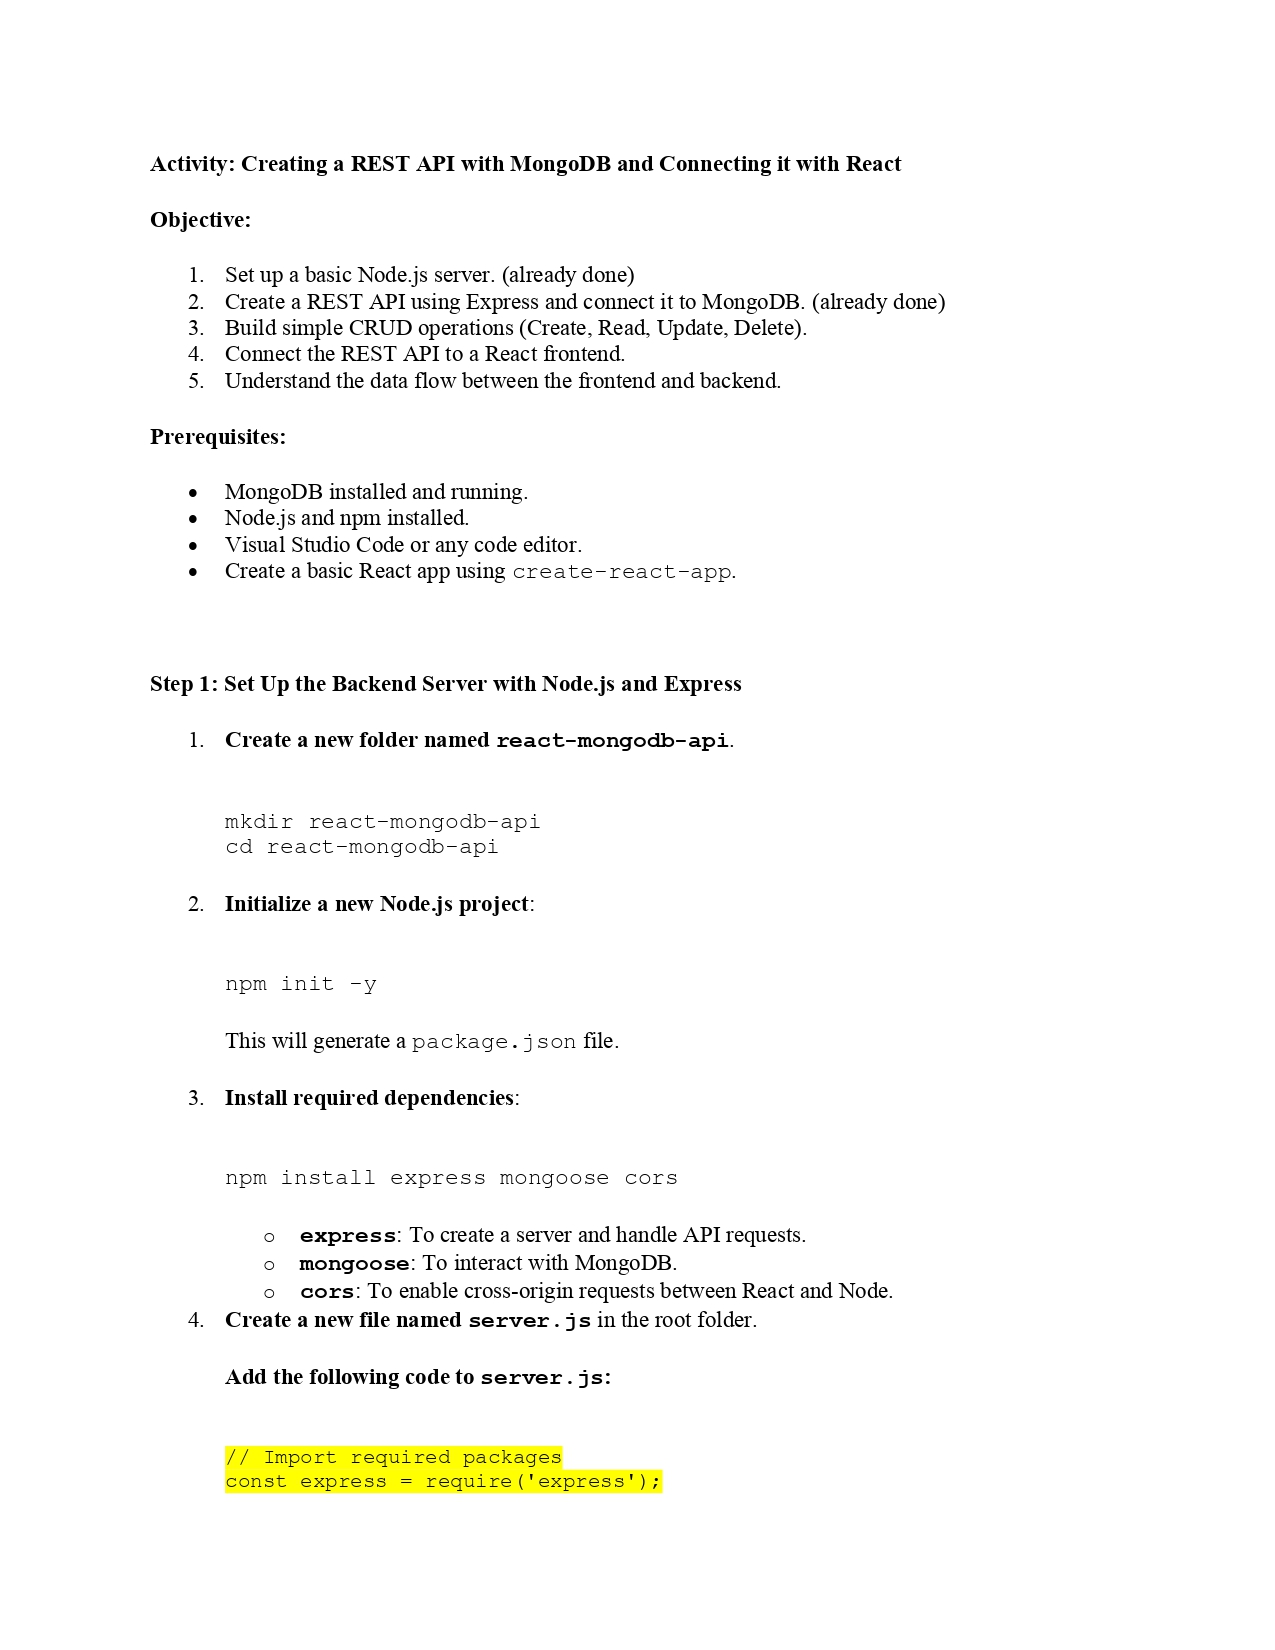 Activity: Creating a REST API with MongoDB and Connecting it with React
Objective:
1. Set up a basic Node.js server. (already done)
2. Create a REST API using Express and connect it to MongoDB. (already done)
3. Build simple CRUD operations (Create, Read, Update, Delete).
4. Connect the REST API to a React frontend.
5. Understand the data flow between the frontend and backend.
Prerequisites:
• MongoDB installed and running.
• Node.js and npm installed.
• Visual Studio Code or any code editor.
• Create a basic React app using create-react-app.
Step 1: Set Up the Backend Server with Node.js and Express
1. Create a new folder named react-mongodb-api.
mkdir react-mongodb-api
cd react-mongodb-api
2. Initialize a new Node.js project:
npm init -y
This will generate a package.json file.
3. Install required dependencies:
npm install express mongoose cors
o express: To create a server and handle API requests.
o mongoose: To interact with MongoDB.
o cors: To enable cross-origin requests between React and Node.
4. Create a new file named server.js in the root folder.
Add the following code to server.js:
// Import required packages
const express = require('express');